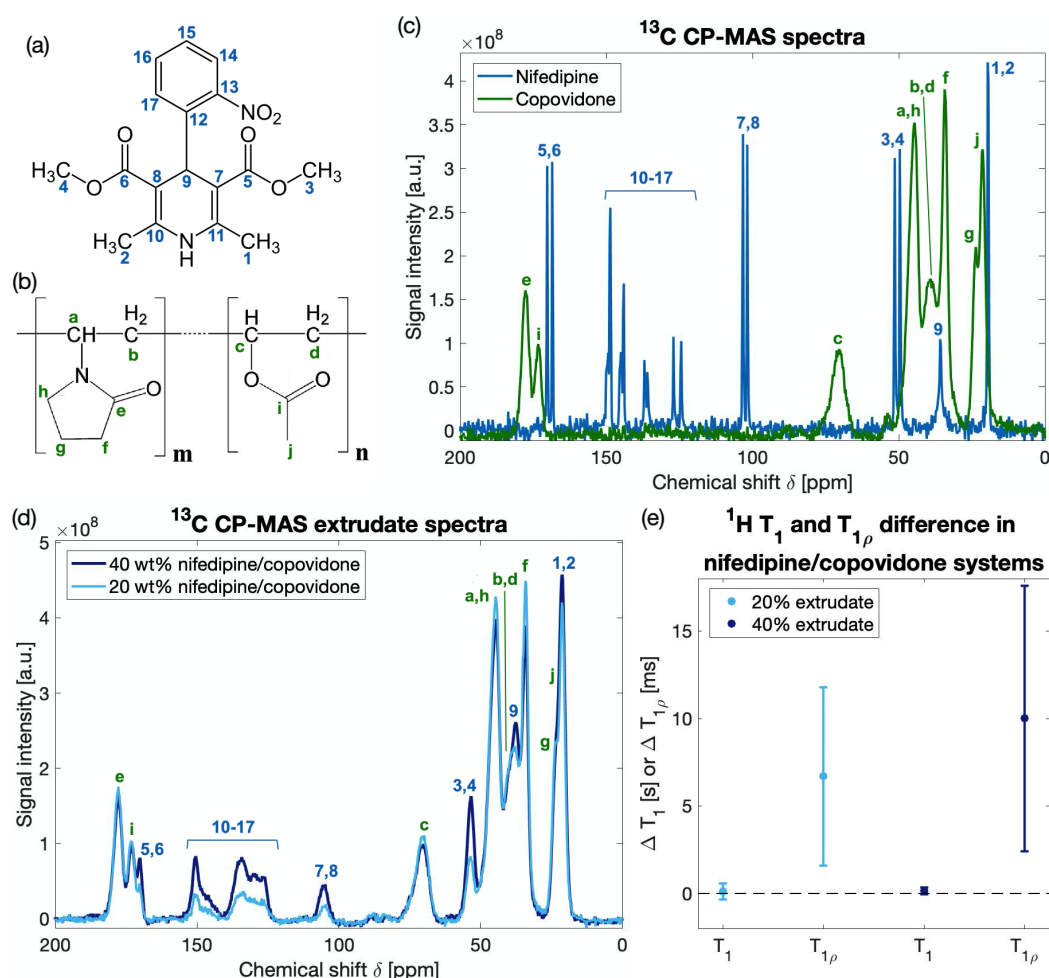 (a)
15
16
14
13
17
NO₂
12
O
O
H₃C
4
O
6
8
9
7
5
O
CH₃
3
10
11
H₃C
2
N
H
CH₃
1
(b)
a
CH
H₂
C
b
H
C
c
H₂
C
d
N
O
h
e
g
f
m
O
O
i
j
n
(c)
¹³C CP-MAS spectra
×10⁸
Nifedipine
Copovidone
1,2
b,d
f
a,h
7,8
3,4
j
5,6
10-17
g
e
i
9
c
4
3.5
3
2.5
2
1.5
1
0.5
0
Signal intensity [a.u.]
200
150
100
50
0
Chemical shift δ [ppm]
(d)
¹³C CP-MAS extrudate spectra
×10⁸
40 wt% nifedipine/copovidone
20 wt% nifedipine/copovidone
b,d
f
1,2
a,h
j
9
g
3,4
e
i
5,6
10-17
7,8
c
5
4
3
2
1
0
Signal intensity [a.u.]
200
150
100
50
0
Chemical shift δ [ppm]
(e)
¹H T₁ and T₁ρ difference in
nifedipine/copovidone systems
20% extrudate
40% extrudate
15
10
5
0
Δ T₁ [s] or Δ T₁ρ [ms]
T₁
T₁ρ
T₁
T₁ρ